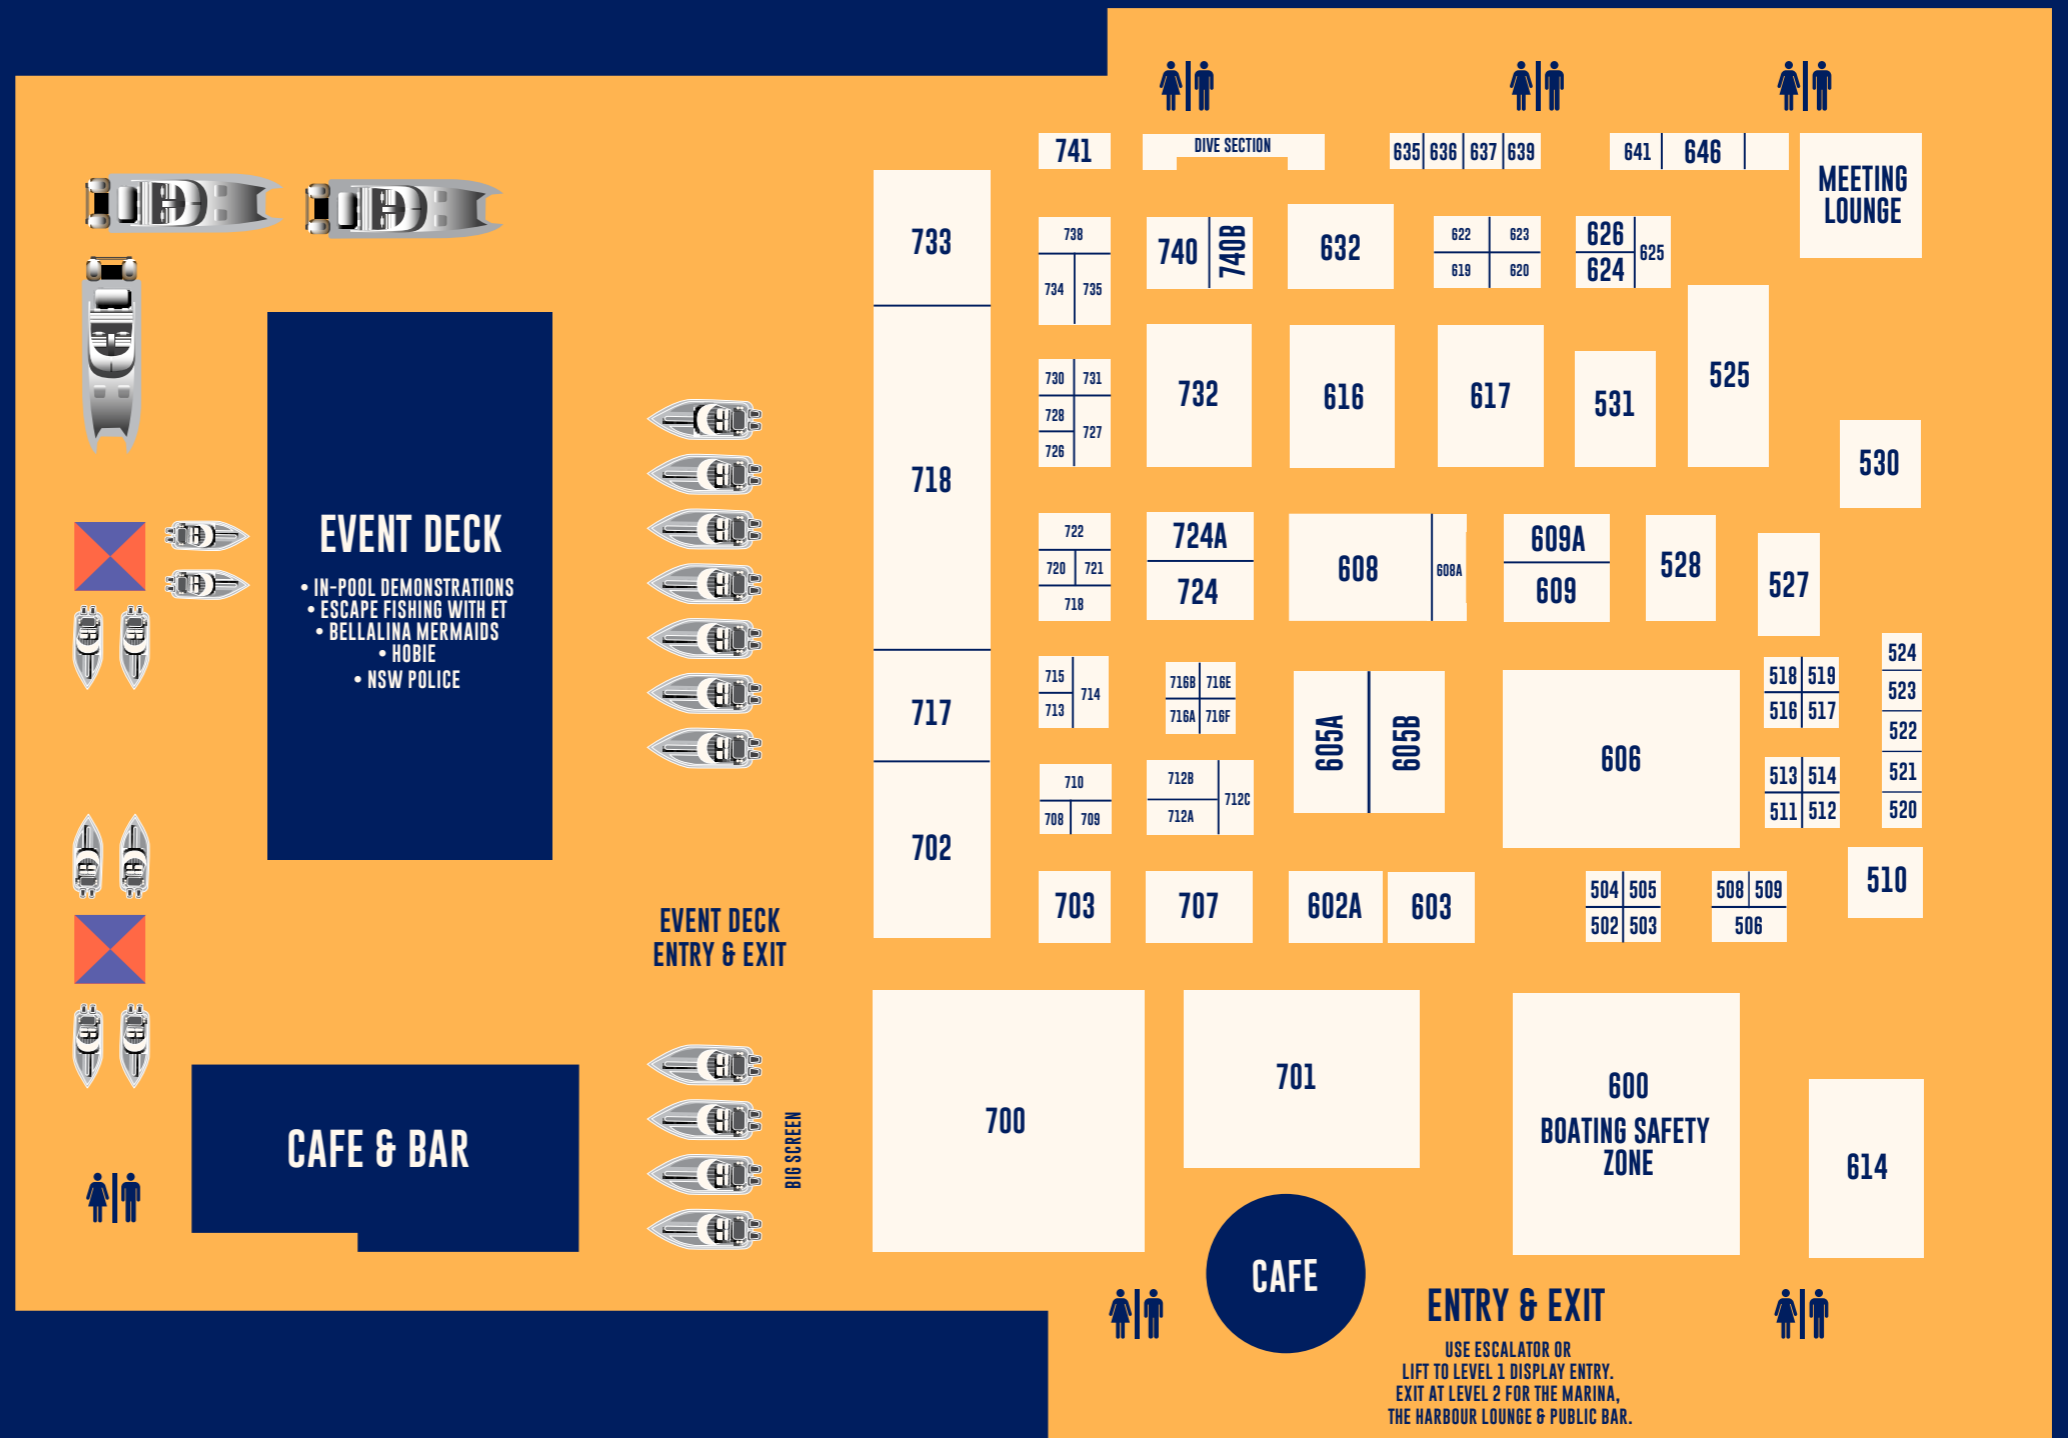 741
DIVE SECTION
635 636 637 639
641 646
MEETING
LOUNGE
733
738
734 735
740 740B
632
622 623
619 620
626
624
625
525
730 731
728
727
726
732
616
617
531
530
718
722
720 721
718
724A
724
608 608A
609A
609
528
527
EVENT DECK
• IN-POOL DEMONSTRATIONS
• ESCAPE FISHING WITH ET
• BELLALINA MERMAIDS
• HOBIE
• NSW POLICE
717
715
714
713
716B 716E
716A 716F
605A 605B
606
518 519
516 517
524
523
522
521
520
702
710
708 709
712B
712C
712A
513 514
511 512
703
707
602A
603
504 505
502 503
508 509
506
510
EVENT DECK
ENTRY & EXIT
CAFE & BAR
BIG SCREEN
700
701
600
BOATING SAFETY
ZONE
614
CAFE
ENTRY & EXIT
USE ESCALATOR OR
LIFT TO LEVEL 1 DISPLAY ENTRY.
EXIT AT LEVEL 2 FOR THE MARINA,
THE HARBOUR LOUNGE & PUBLIC BAR.